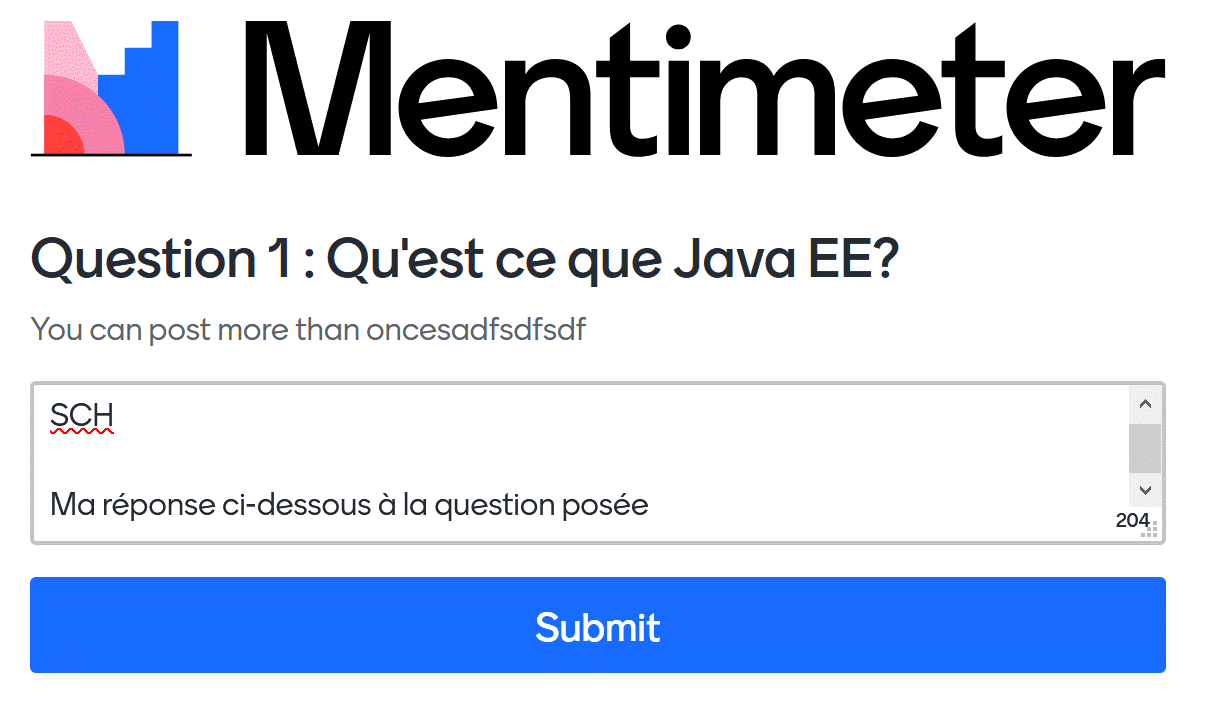 Mentimeter
Question 1 : Qu'est ce que Java EE?
You can post more than oncesadfsdfsdf
SCH
Ma réponse ci-dessous à la question posée
204
Submit